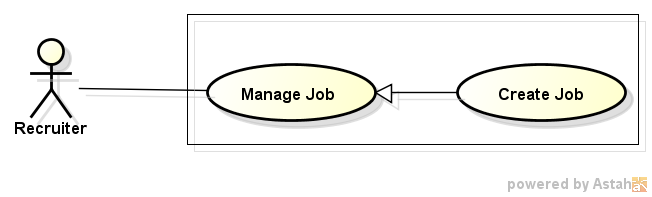 Manage Job
Create Job
Recruiter
powered by Astah